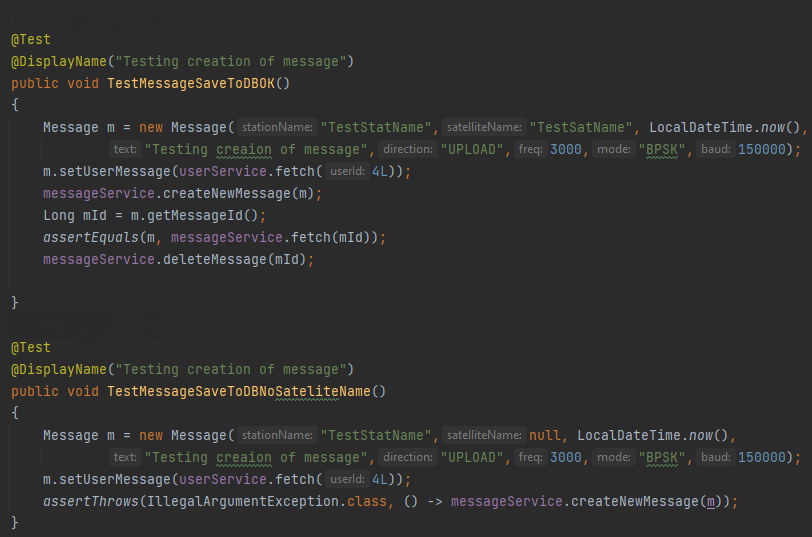 @Test
@DisplayName("Testing creation of message")
public void TestMessageSaveToDBOK()
{
Message m = new Message( stationName: "TestStatName", satelliteName: "TestSatName", LocalDateTime.now(),
text: "Testing creaion of message", direction: "UPLOAD", freq: 3000, mode: "BPSK", baud: 150000);
m.setUserMessage(userService.fetch( userId: 4L));
messageService.createNewMessage(m);
Long mId = m.getMessageId();
assertEquals(m, messageService.fetch(mId));
messageService.deleteMessage(mId);
}
@Test
@DisplayName("Testing creation of message")
public void TestMessageSaveToDBNoSateliteName()
{
Message m = new Message( stationName: "TestStatName", satelliteName: null, LocalDateTime.now(),
text: "Testing creaion of message", direction: "UPLOAD", freq: 3000, mode: "BPSK", baud: 150000);
m.setUserMessage(userService.fetch( userId: 4L));
assertThrows(IllegalArgumentException.class, () -> messageService.createNewMessage(m));
}